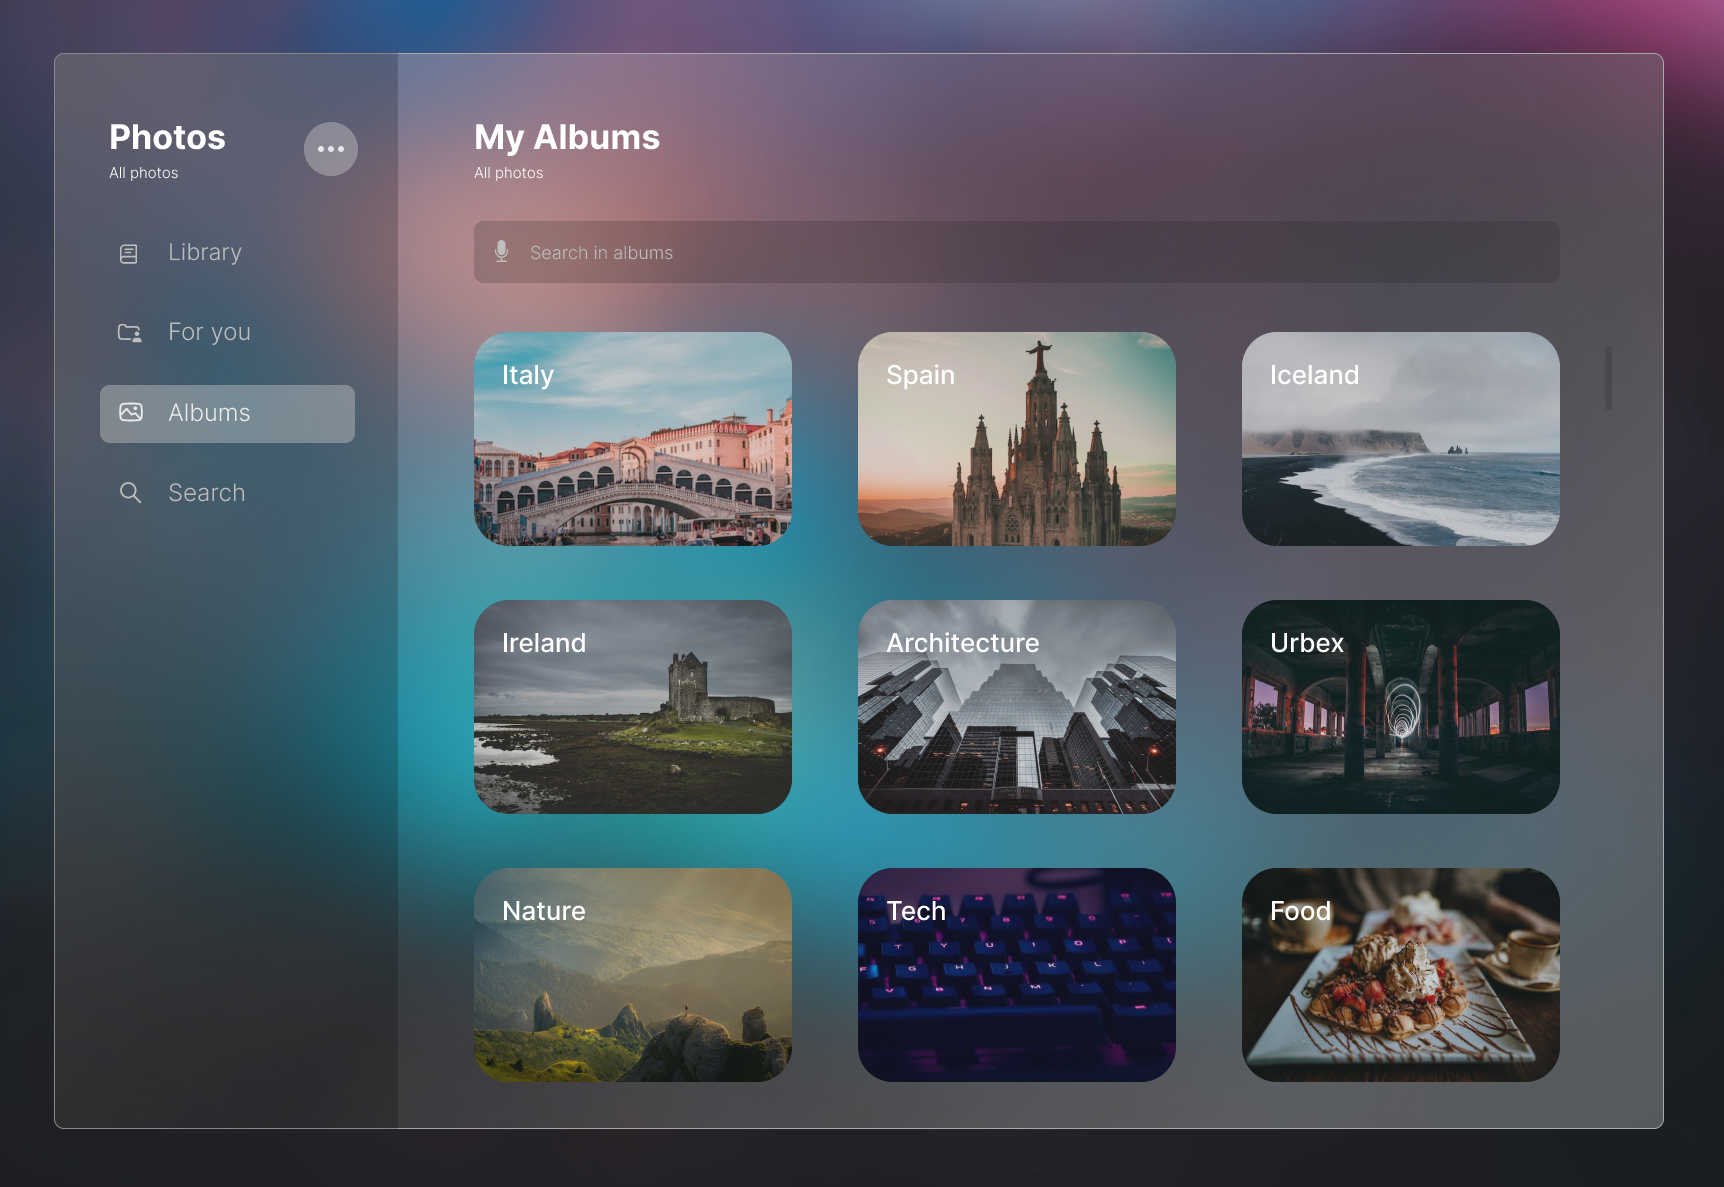 Photos
All photos
Library
For you
Albums
Search
My Albums
All photos
Search in albums
Italy
Spain
Iceland
Ireland
Architecture
Urbex
Nature
Tech
Food
T Y U I O P
F G H J K L
V B N M